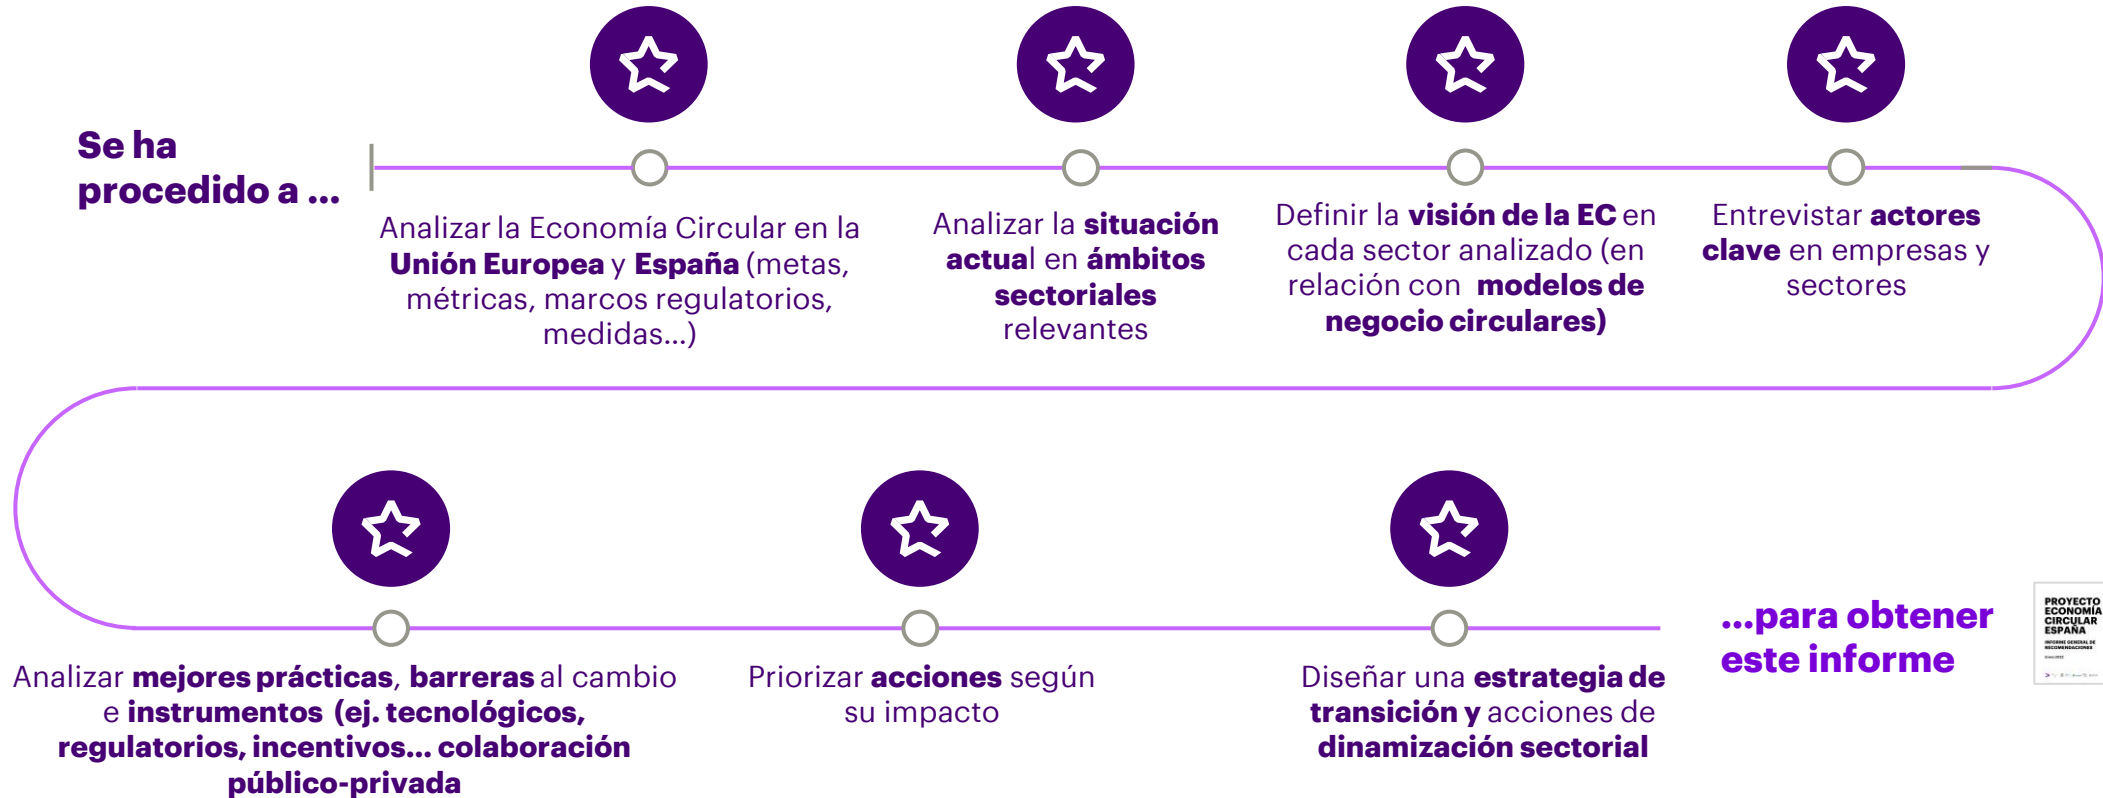 Se ha
procedido a ...
Analizar la Economía Circular en la
Unión Europea y España (metas,
métricas, marcos regulatorios,
medidas...)
Analizar la situación
actual en ámbitos
sectoriales
relevantes
Definir la visión de la EC en
cada sector analizado (en
relación con modelos de
negocio circulares)
Entrevistar actores
clave en empresas y
sectores
Analizar mejores prácticas, barreras al cambio
e instrumentos (ej. tecnológicos,
regulatorios, incentivos... colaboración
público-privada
Priorizar acciones según
su impacto
Diseñar una estrategia de
transición y acciones de
dinamización sectorial
...para obtener
este informe
PROYECTO
ECONOMÍA
CIRCULAR
ESPAÑA
INFORME GENERAL DE
RECOMENDACIONES